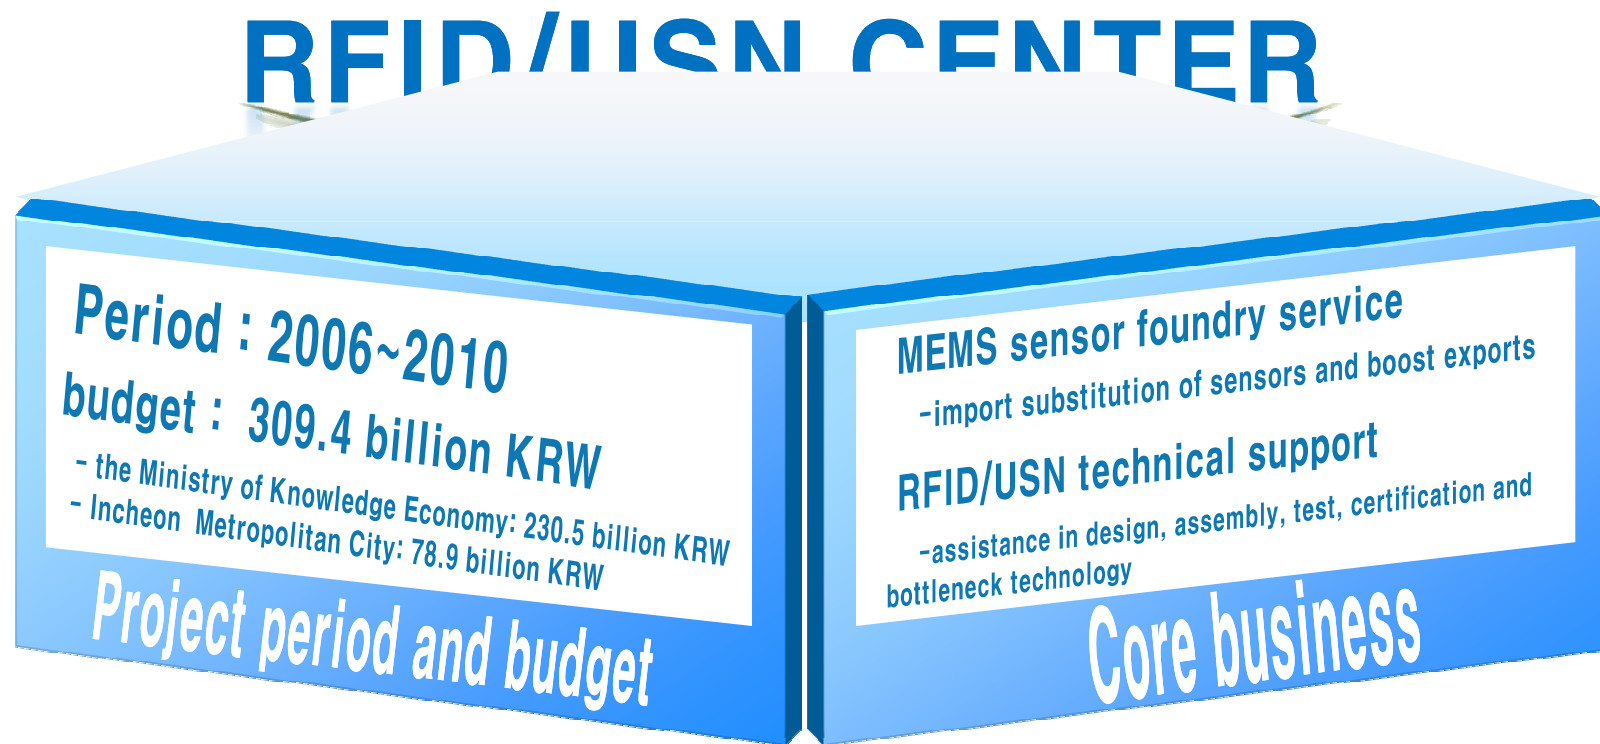 RFID/USN CENTER
Period : 2006~2010
budget : 309.4 billion KRW
- the Ministry of Knowledge Economy: 230.5 billion KRW
- Incheon Metropolitan City: 78.9 billion KRW
Project period and budget
MEMS sensor foundry service
-import substitution of sensors and boost exports
RFID/USN technical support
-assistance in design, assembly, test, certification and
bottleneck technology
Core business